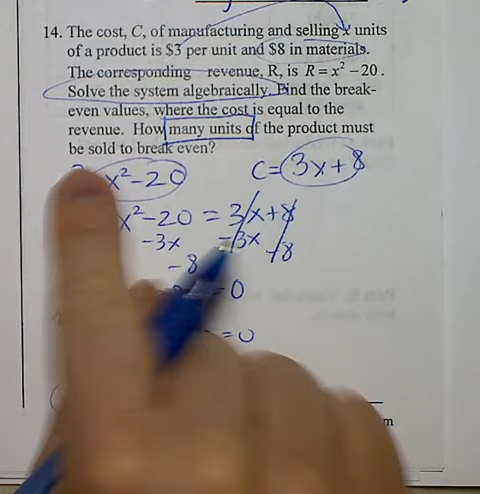 14. The cost, C, of manufacturing and selling x units
of a product is $3 per unit and $8 in materials.
The corresponding revenue, R, is R = x² – 20.
Solve the system algebraically. Find the break-
even values, where the cost is equal to the
revenue. How many units of the product must
be sold to break even?
x²-20 C = 3x+8
x²-20 = 3x+8
-3x -3x -8
-8
=0
=0
m